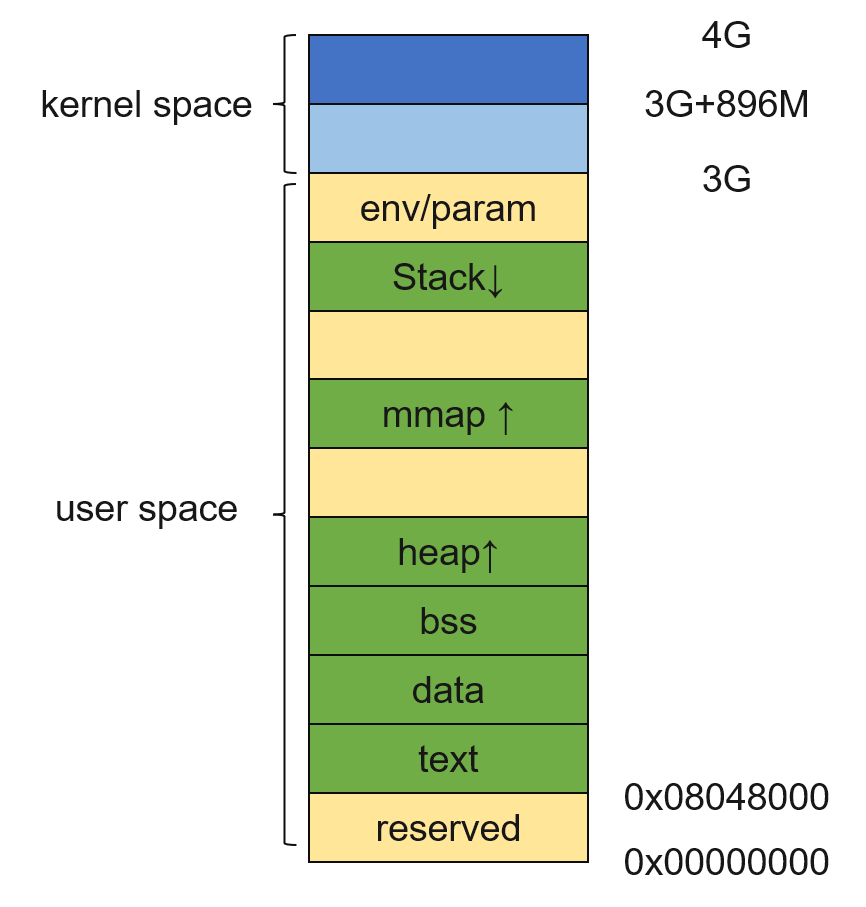 4G
kernel space
3G+896M
3G
env/param
Stack↓
mmap ↑
user space
heap↑
bss
data
text
0x08048000
reserved
0x00000000